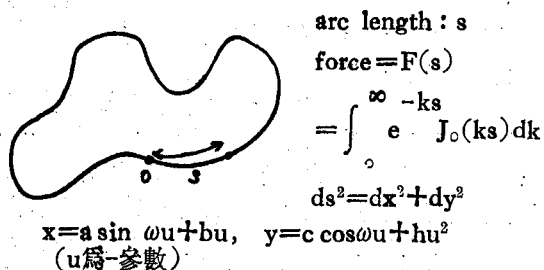 arc length : s
force=F(s)
=∫₀^∞ e^-ks J₀(ks)dk
O s
ds²=dx²+dy²
x=a sin ωu+bu, y=c cosωu+hu²
(u爲一參數)